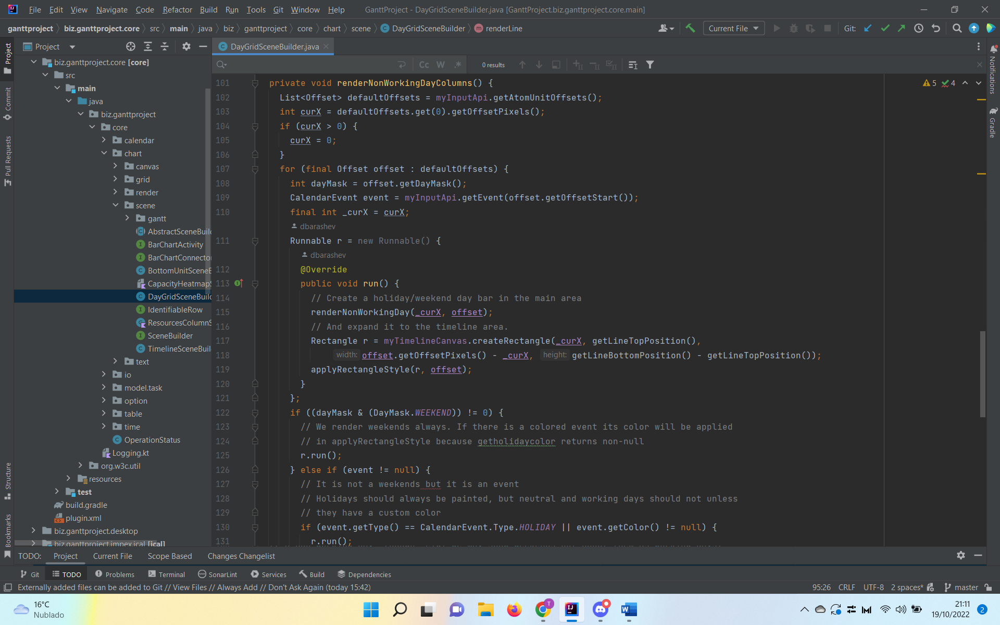 File Edit View Navigate Code Refactor Build Run Tools Git Window Help GanttProject - DayGridSceneBuilder.java [GanttProject.biz.ganttproject.core.main]
ganttproject biz.ganttproject.core src main java biz ganttproject core chart scene DayGridSceneBuilder renderLine Current File Git:
Project DayGridSceneBuilder.java
Cc W .* 0 results
Project
Commit
Pull Requests
Structure
Bookmarks
biz.ganttproject.core [core]
src
main
java
biz.ganttproject
core
calendar
chart
canvas
grid
render
scene
gantt
AbstractSceneBuil
BarChartActivity
BarChartConnecto
BottomUnitScene
CapacityHeatmap
DayGridSceneBuil
IdentifiableRow
ResourcesColumnS
SceneBuilder
TimelineSceneBuil
text
io
model.task
option
table
time
OperationStatus
Logging.kt
org.w3c.util
resources
test
build.gradle
plugin.xml
biz.ganttproject.desktop
biz.ganttproject.impex.ical [ical]
101 private void renderNonWorkingDayColumns() {
102 List<Offset> defaultOffsets = myInputApi.getAtomUnitOffsets();
103 int curX = defaultOffsets.get(0).getOffsetPixels();
104 if (curX > 0) {
105 curX = 0;
106 }
107 for (final Offset offset : defaultOffsets) {
108 int dayMask = offset.getDayMask();
109 CalendarEvent event = myInputApi.getEvent(offset.getOffsetStart());
110 final int _curX = curX;
dbarashev
111 Runnable r = new Runnable() {
dbarashev
112 @Override
113 public void run() {
114 // Create a holiday/weekend day bar in the main area
115 renderNonWorkingDay(_curX, offset);
116 // And expand it to the timeline area.
117 Rectangle r = myTimelineCanvas.createRectangle(_curX, getLineTopPosition(),
118 width: offset.getOffsetPixels() - _curX, height: getLineBottomPosition() - getLineTopPosition());
119 applyRectangleStyle(r, offset);
120 }
121 };
122 if ((dayMask & (DayMask.WEEKEND)) != 0) {
123 // We render weekends always. If there is a colored event its color will be applied
124 // in applyRectangleStyle because getholidaycolor returns non-null
125 r.run();
126 } else if (event != null) {
127 // It is not a weekends but it is an event
128 // Holidays should always be painted, but neutral and working days should not unless
129 // they have a custom color
130 if (event.getType() == CalendarEvent.Type.HOLIDAY || event.getColor() != null) {
131 r.run();
5 4
Notifications
Gradle
TODO: Project Current File Scope Based Changes Changelist
Git TODO Problems Terminal SonarLint Services Build Dependencies
Externally added files can be added to Git // View Files // Always Add // Don't Ask Again (today 15:42) 95:26 CRLF UTF-8 2 spaces* master
16°C
Nublado
21:11
19/10/2022
2